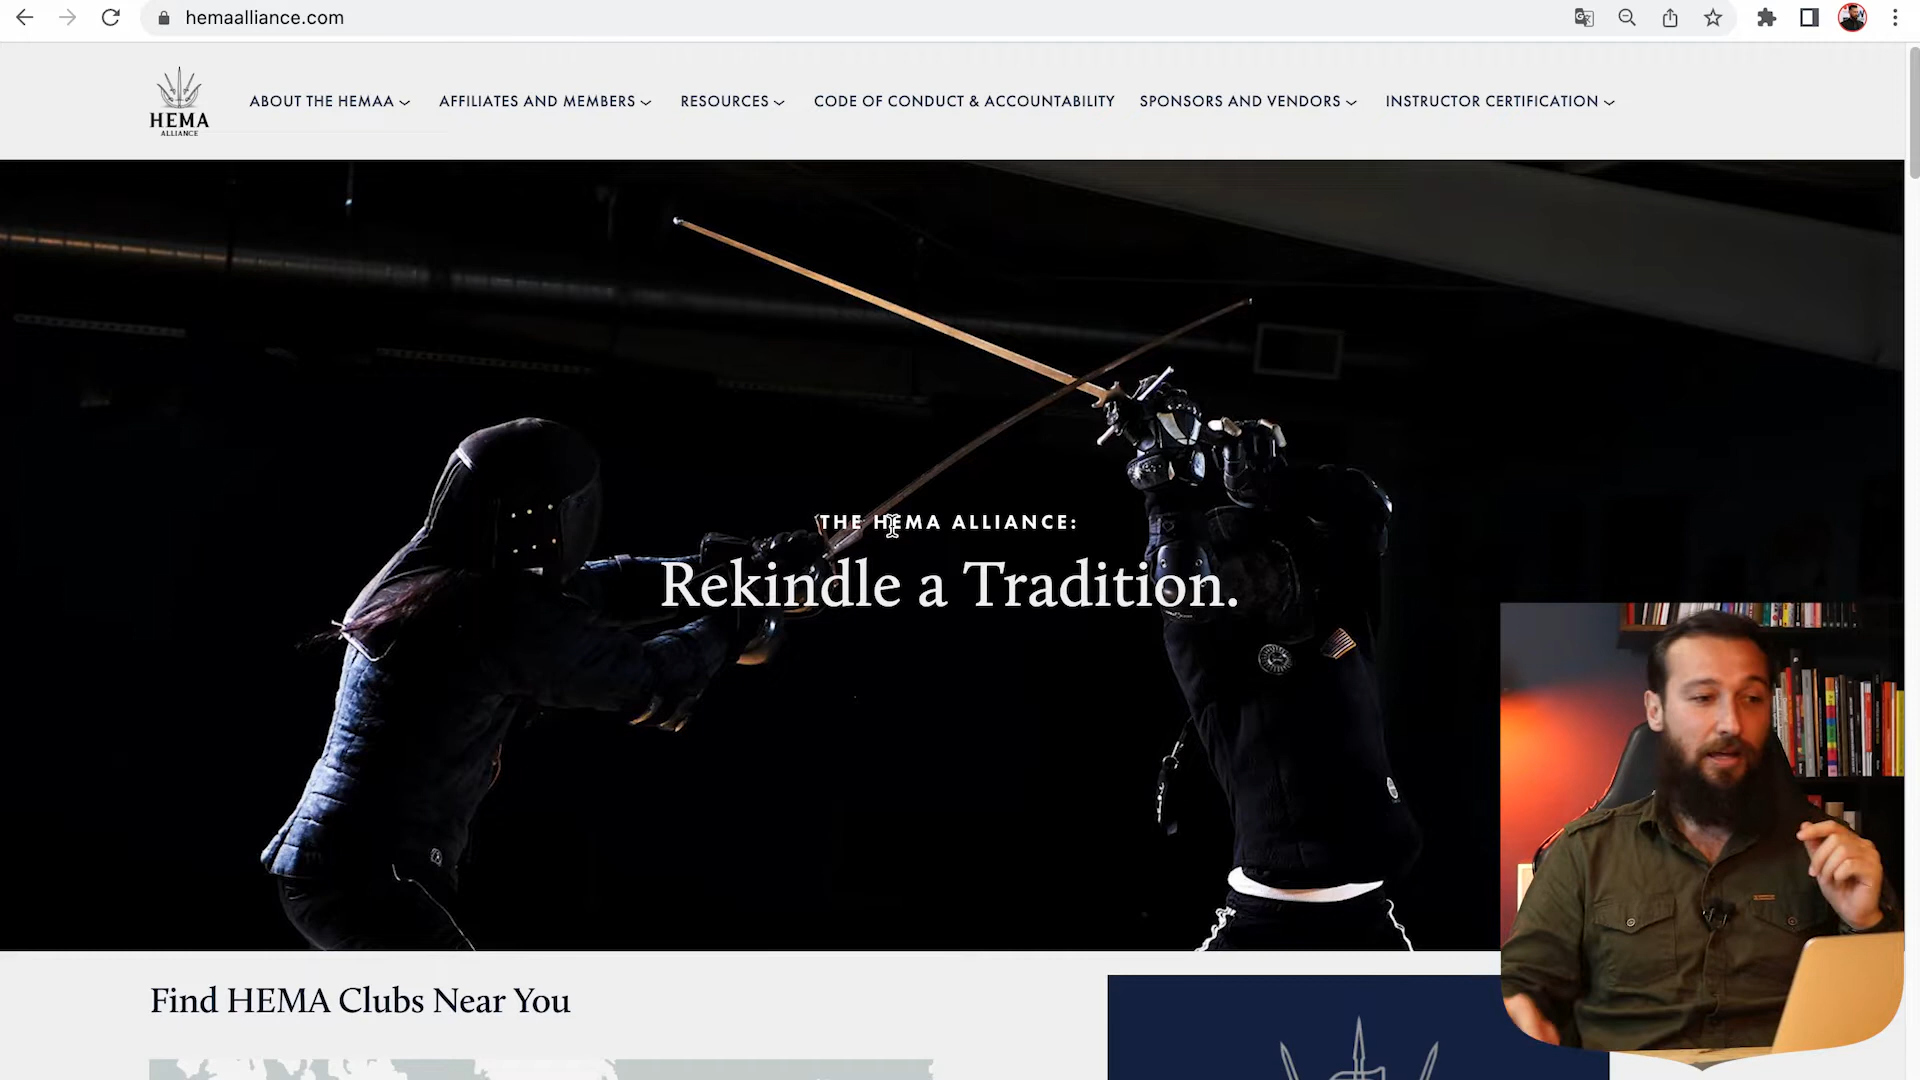 hemaalliance.com
HEMA
ALLIANCE
ABOUT THE HEMAA
AFFILIATES AND MEMBERS
RESOURCES
CODE OF CONDUCT & ACCOUNTABILITY
SPONSORS AND VENDORS
INSTRUCTOR CERTIFICATION
THE HEMA ALLIANCE:
Rekindle a Tradition.
Find HEMA Clubs Near You